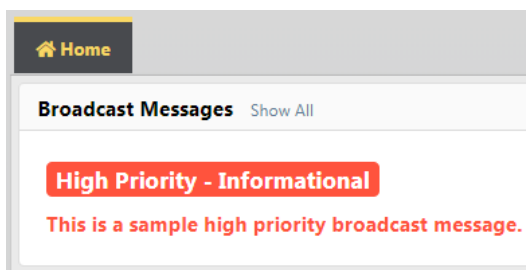 Home
Broadcast Messages Show All
High Priority - Informational
This is a sample high priority broadcast message.